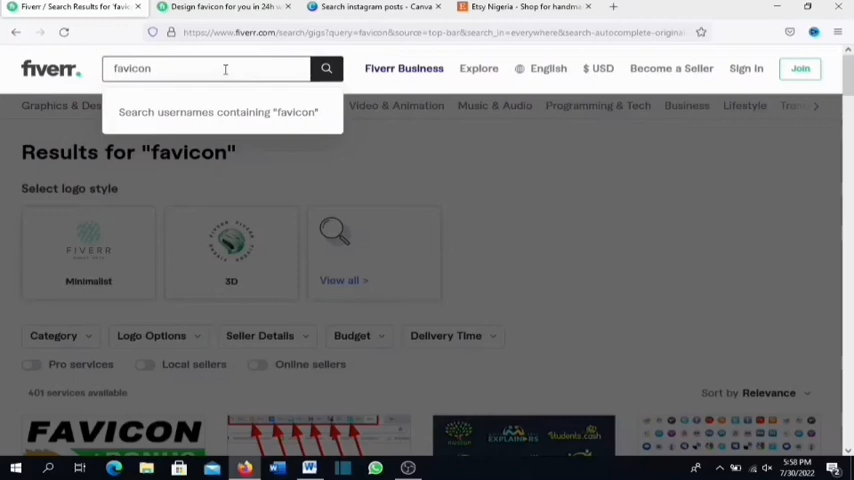 Fiverr / Search Results for 'favic
Design favicon for you in 24h
Search instagram posts - Canva
Etsy Nigeria - Shop for handma
https://www.fiverr.com/search/gigs?query=favicon&source=top-bar&search_in=everywhere&search-autocomplete-original
fiverr.
favicon
Fiverr Business
Explore
English
$ USD
Become a Seller
Sign in
Join
Graphics & Des
Video & Animation
Music & Audio
Programming & Tech
Business
Lifestyle
Search usernames containing "favicon"
Results for "favicon"
Select logo style
FIVERR
Minimalist
3D
View all >
Category
Logo Options
Seller Details
Budget
Delivery Time
Pro services
Local sellers
Online sellers
401 services available
Sort by Relevance
FAVICON
EXPLAINERS
Students.cash
5:58 PM
7/30/2022